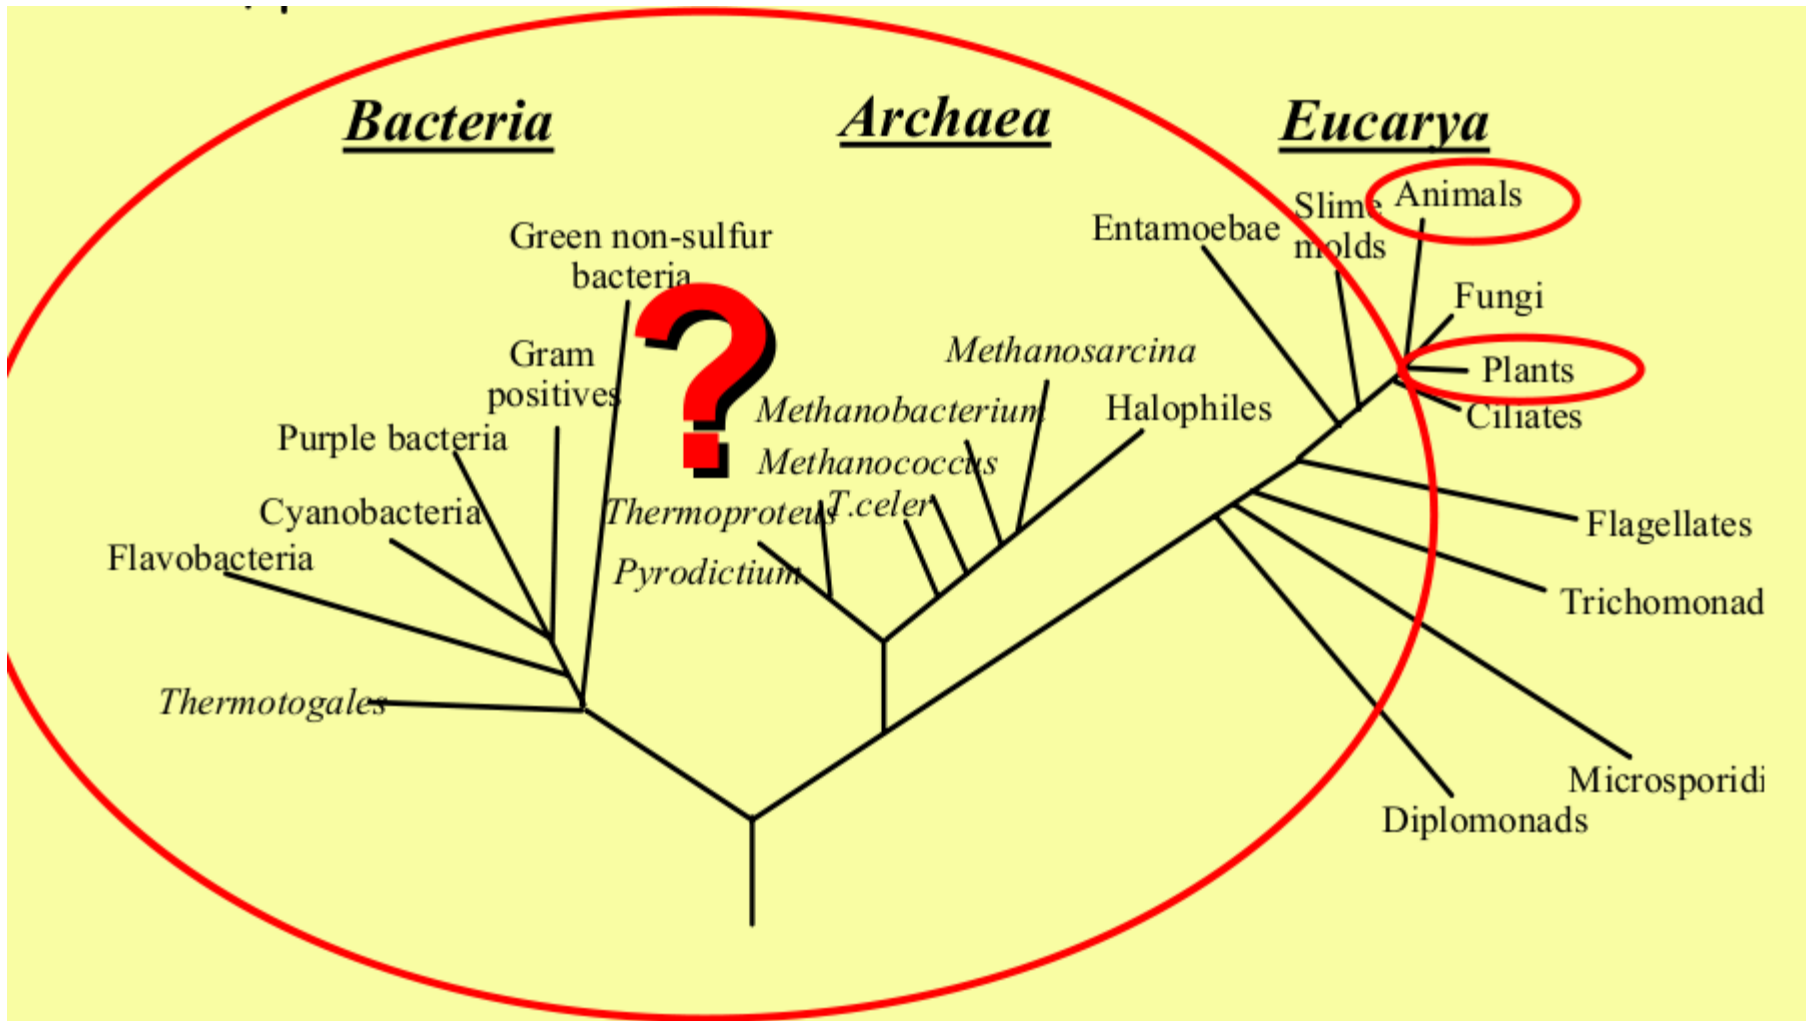 Bacteria
Archaea
Eucarya
Green non-sulfur
bacteria
Gram
positives
Purple bacteria
Cyanobacteria
Flavobacteria
Thermotogales
?
Methanosarcina
Methanobacterium
Halophiles
Methanococcus
Thermoproteus
T.celer
Pyrodictium
Entamoebae
Slime
molds
Animals
Fungi
Plants
Ciliates
Flagellates
Trichomonad
Microsporidi
Diplomonads